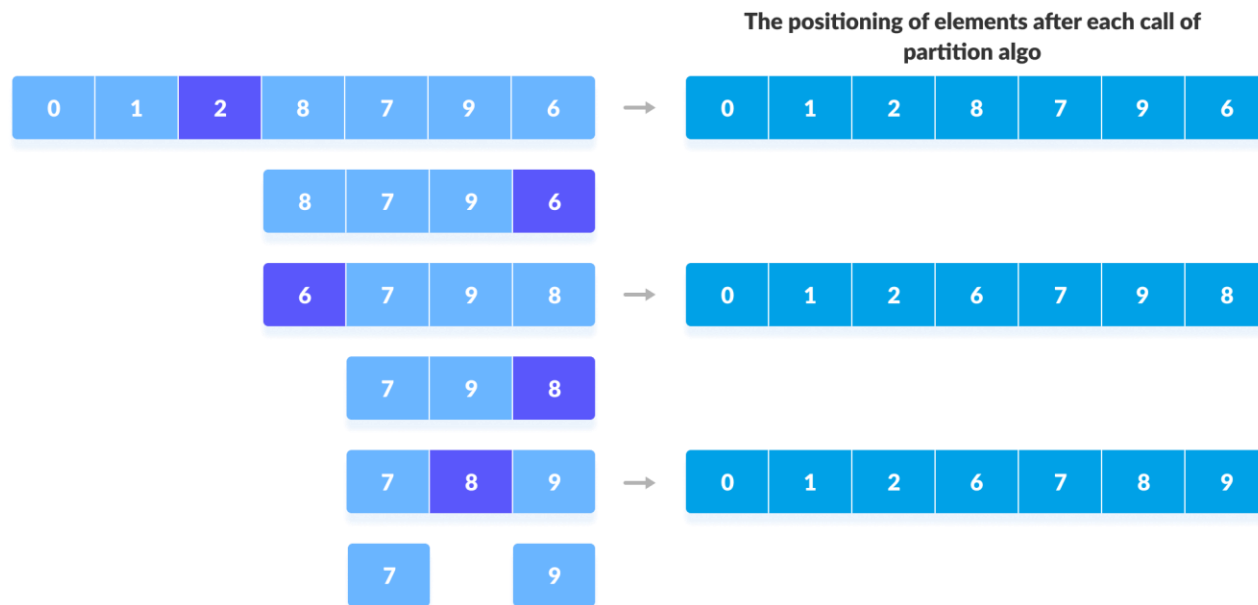 The positioning of elements after each call of
partition algo
0 1 2 8 7 9 6 0 1 2 8 7 9 6
8 7 9 6
6 7 9 8 0 1 2 6 7 9 8
7 9 8
7 8 9 0 1 2 6 7 8 9
7 9